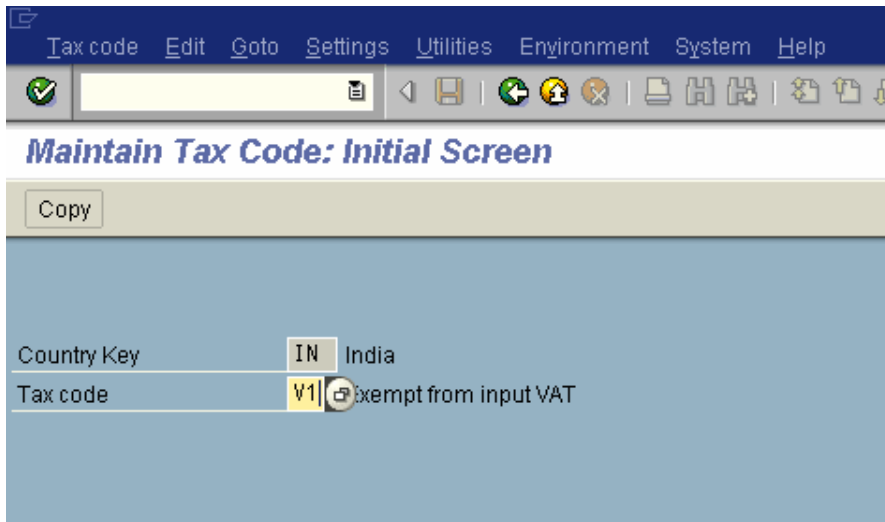 Tax code Edit Goto Settings Utilities Environment System Help
Maintain Tax Code: Initial Screen
Copy
Country Key IN India
Tax code V1 xempt from input VAT